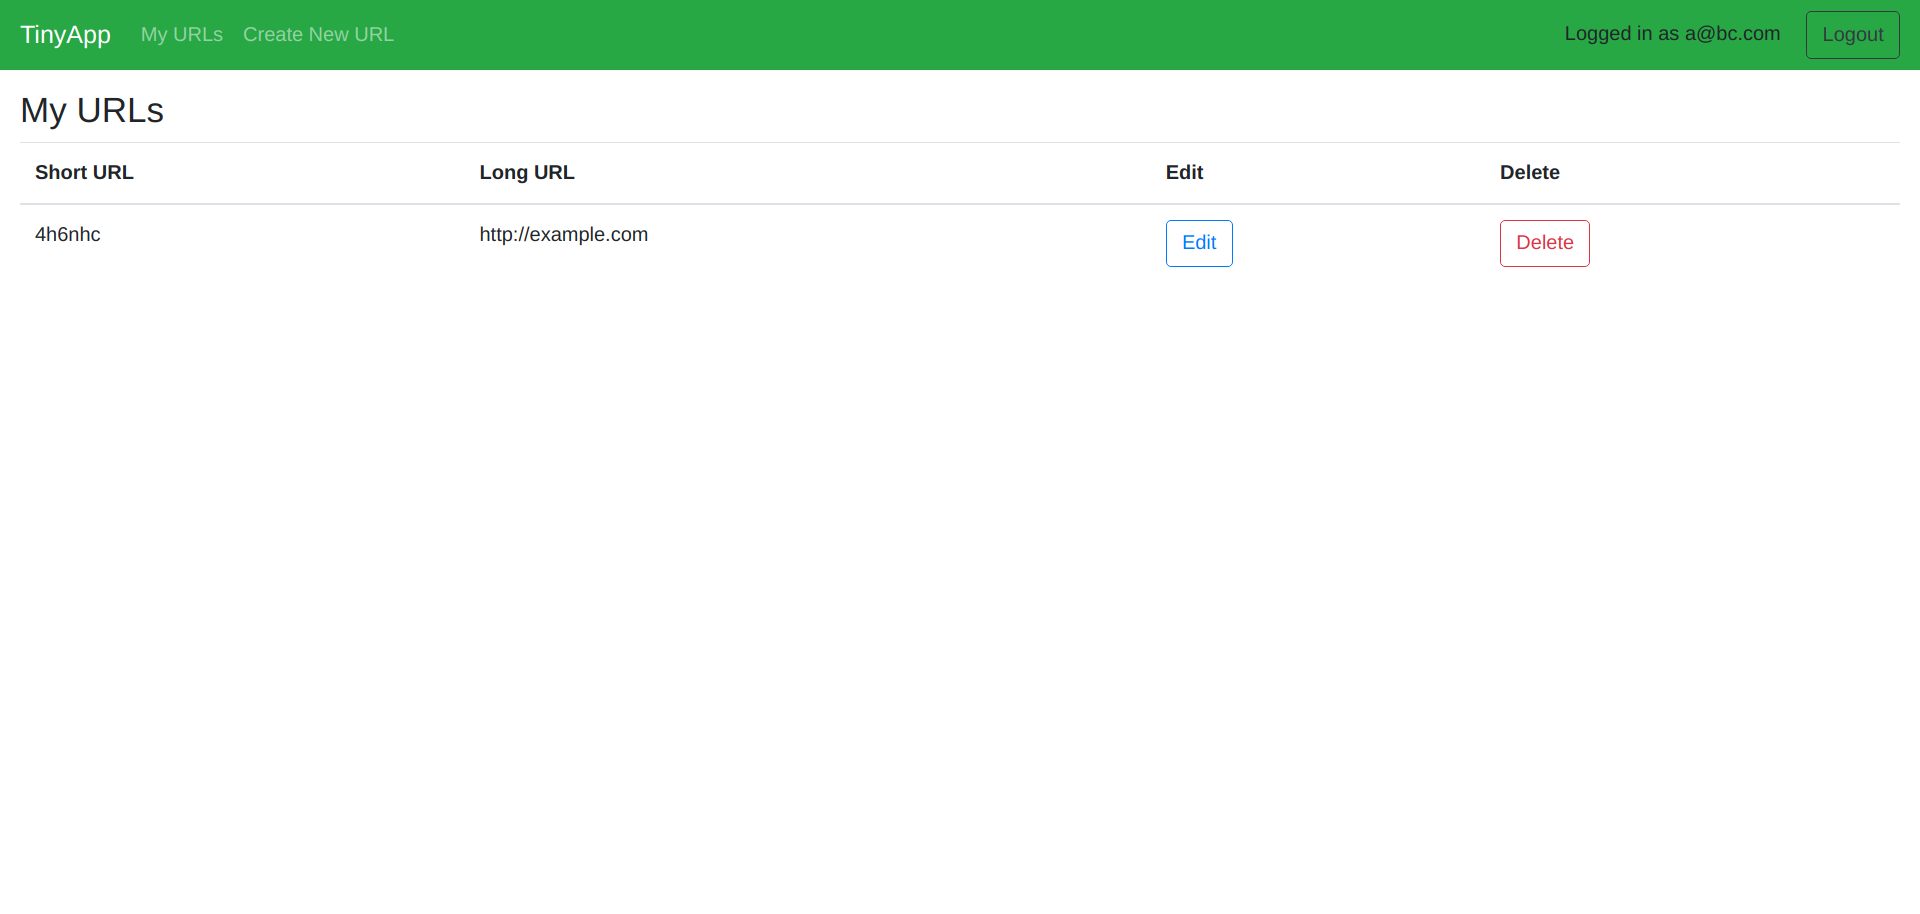 TinyApp My URLs Create New URL Logged in as a@bc.com Logout
My URLs
Short URL Long URL Edit Delete
4h6nhc http://example.com Edit Delete